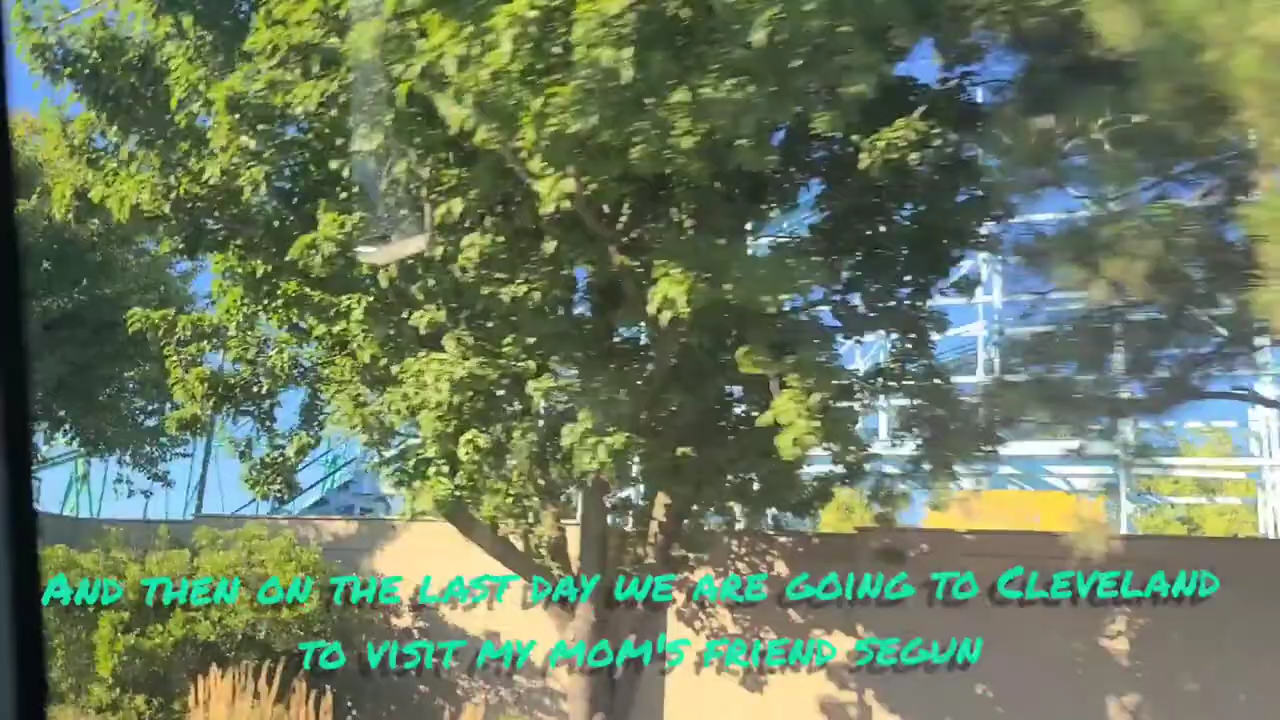 And then on the last day we are going to Cleveland
to visit my mom's friend segun